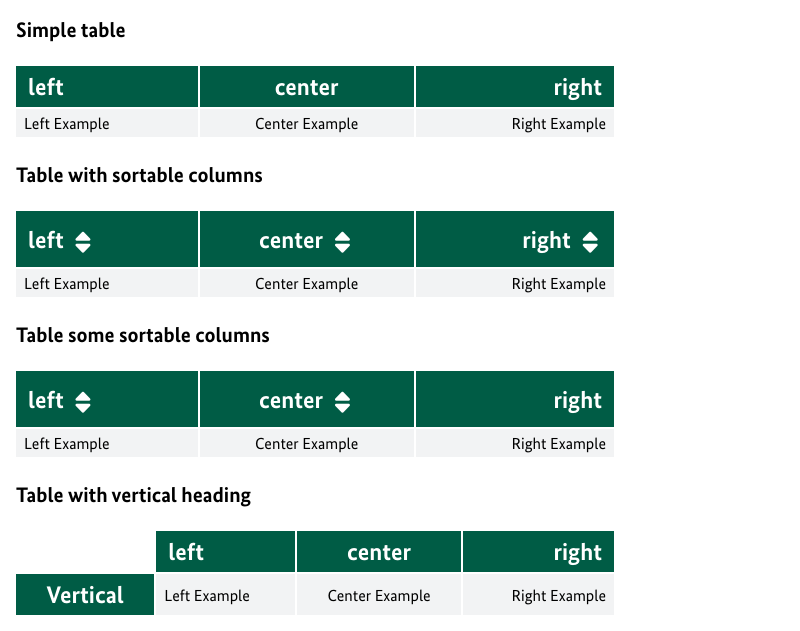 Simple table
left center right
Left Example Center Example Right Example
Table with sortable columns
left center right
Left Example Center Example Right Example
Table some sortable columns
left center right
Left Example Center Example Right Example
Table with vertical heading
left center right
Vertical Left Example Center Example Right Example